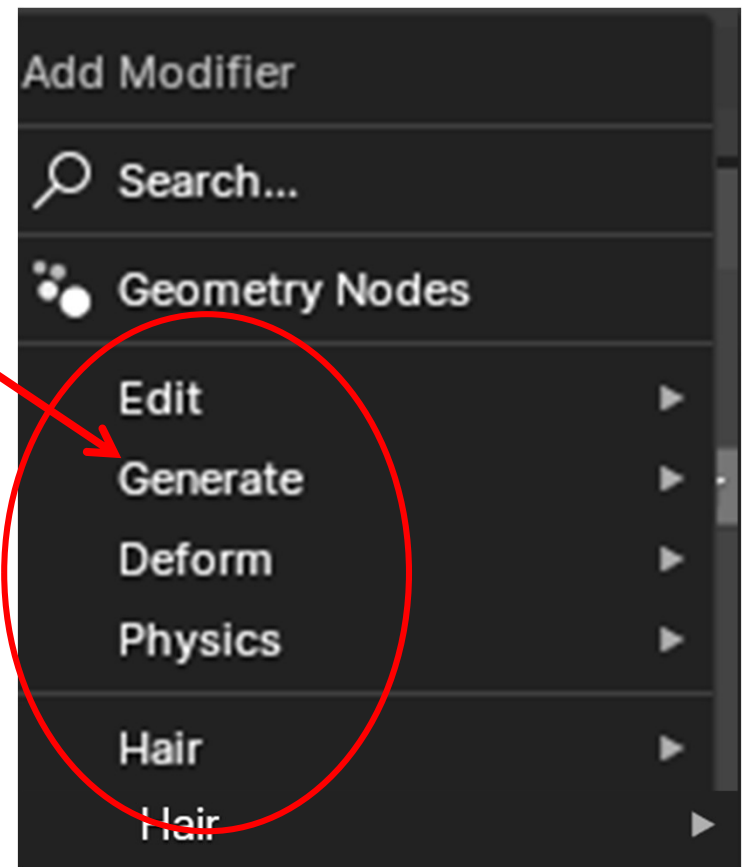 Add Modifier
Search...
Geometry Nodes
Edit
Generate
Deform
Physics
Hair
Hair